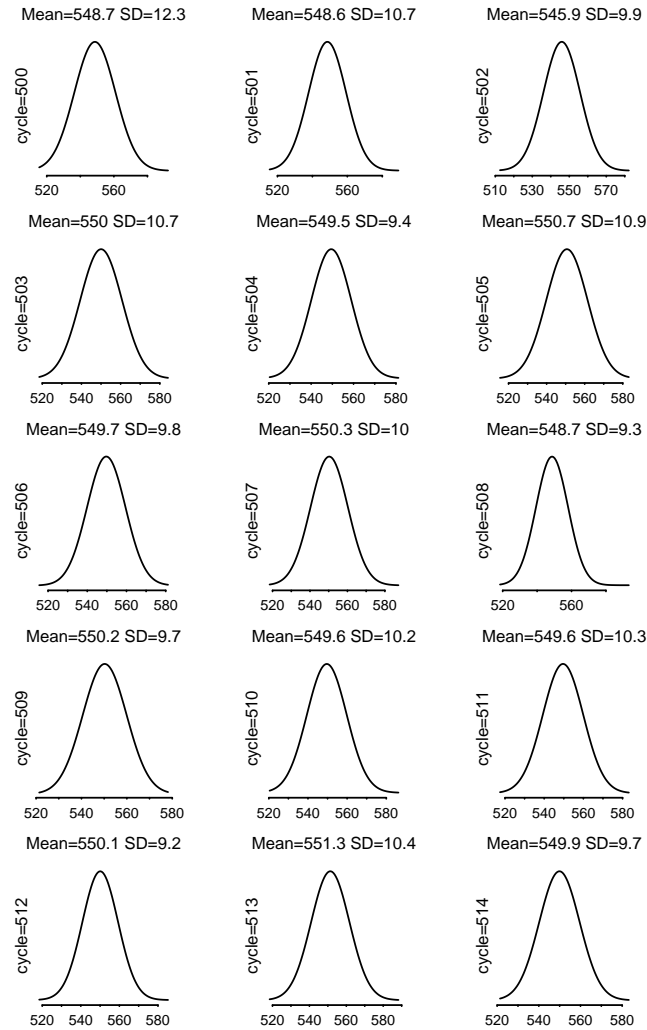 Mean=548.7 SD=12.3
cycle=500
520 560
Mean=548.6 SD=10.7
cycle=501
520 560
Mean=545.9 SD=9.9
cycle=502
510 530 550 570
Mean=550 SD=10.7
cycle=503
520 540 560 580
Mean=549.5 SD=9.4
cycle=504
520 540 560 580
Mean=550.7 SD=10.9
cycle=505
520 540 560 580
Mean=549.7 SD=9.8
cycle=506
520 540 560 580
Mean=550.3 SD=10
cycle=507
520 540 560 580
Mean=548.7 SD=9.3
cycle=508
520 560
Mean=550.2 SD=9.7
cycle=509
520 540 560 580
Mean=549.6 SD=10.2
cycle=510
520 540 560 580
Mean=549.6 SD=10.3
cycle=511
520 540 560 580
Mean=550.1 SD=9.2
cycle=512
520 540 560 580
Mean=551.3 SD=10.4
cycle=513
520 540 560 580
Mean=549.9 SD=9.7
cycle=514
520 540 560 580